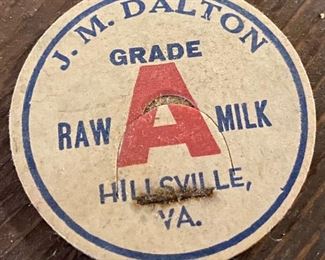 J. M. DALTON
GRADE
A
RAW MILK
HILLSVILLE,
VA.